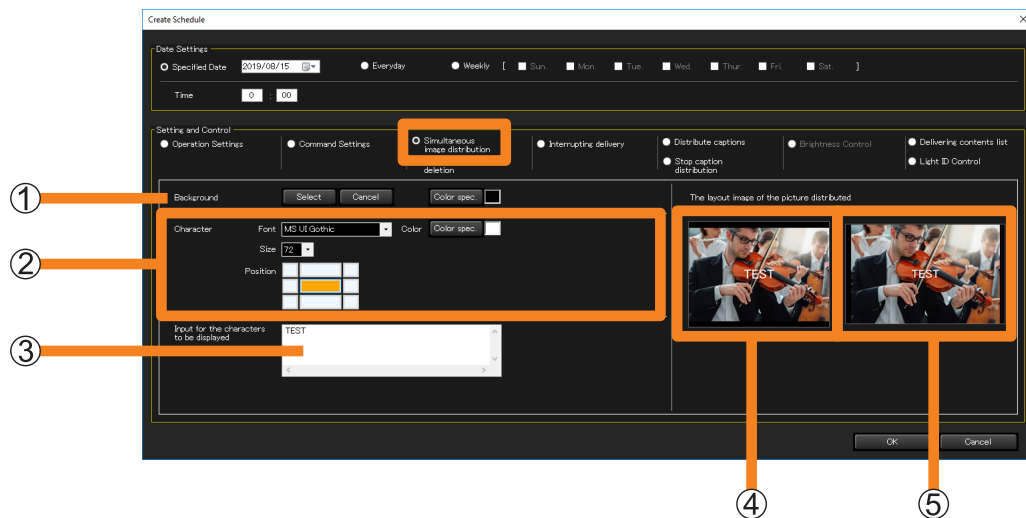 Create Schedule
Date Settings
Specified Date 2019/08/15 Everyday Weekly [ Sun. Mon. Tue. Wed. Thur. Fri. Sat. ]
Time 0 : 00
Setting and Control
Operation Settings Command Settings Simultaneous image distribution Interrupting delivery Distribute captions Brightness Control Delivering contents list
deletion Stop caption distribution Light ID Control
① Background Select Cancel Color spec. The layout image of the picture distributed
Character Font MS UI Gothic Color Color spec.
② Size 72
Position
TEST TEST
Input for the characters to be displayed TEST
③
OK Cancel
④ ⑤